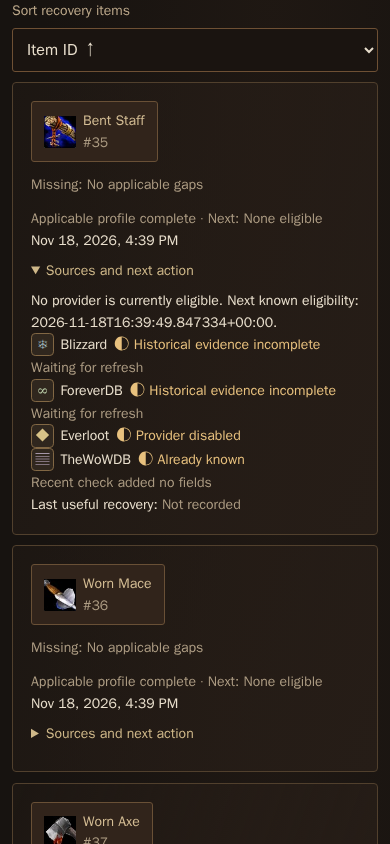 Sort recovery items
Item ID ↑
Bent Staff
#35
Missing: No applicable gaps
Applicable profile complete · Next: None eligible
Nov 18, 2026, 4:39 PM
▼ Sources and next action
No provider is currently eligible. Next known eligibility:
2026-11-18T16:39:49.847334+00:00.
Blizzard Historical evidence incomplete
Waiting for refresh
ForeverDB Historical evidence incomplete
Waiting for refresh
Everloot Provider disabled
TheWoWDB Already known
Recent check added no fields
Last useful recovery: Not recorded
Worn Mace
#36
Missing: No applicable gaps
Applicable profile complete · Next: None eligible
Nov 18, 2026, 4:39 PM
▶ Sources and next action
Worn Axe
#37